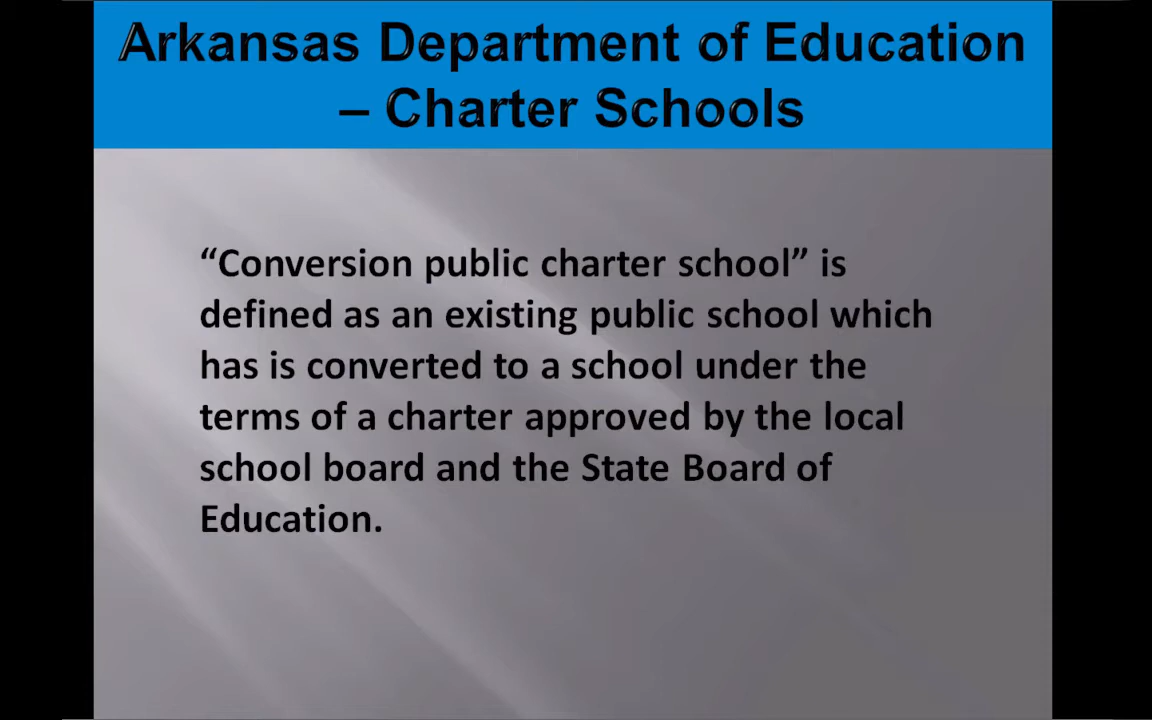 Arkansas Department of Education
– Charter Schools
“Conversion public charter school” is
defined as an existing public school which
has is converted to a school under the
terms of a charter approved by the local
school board and the State Board of
Education.